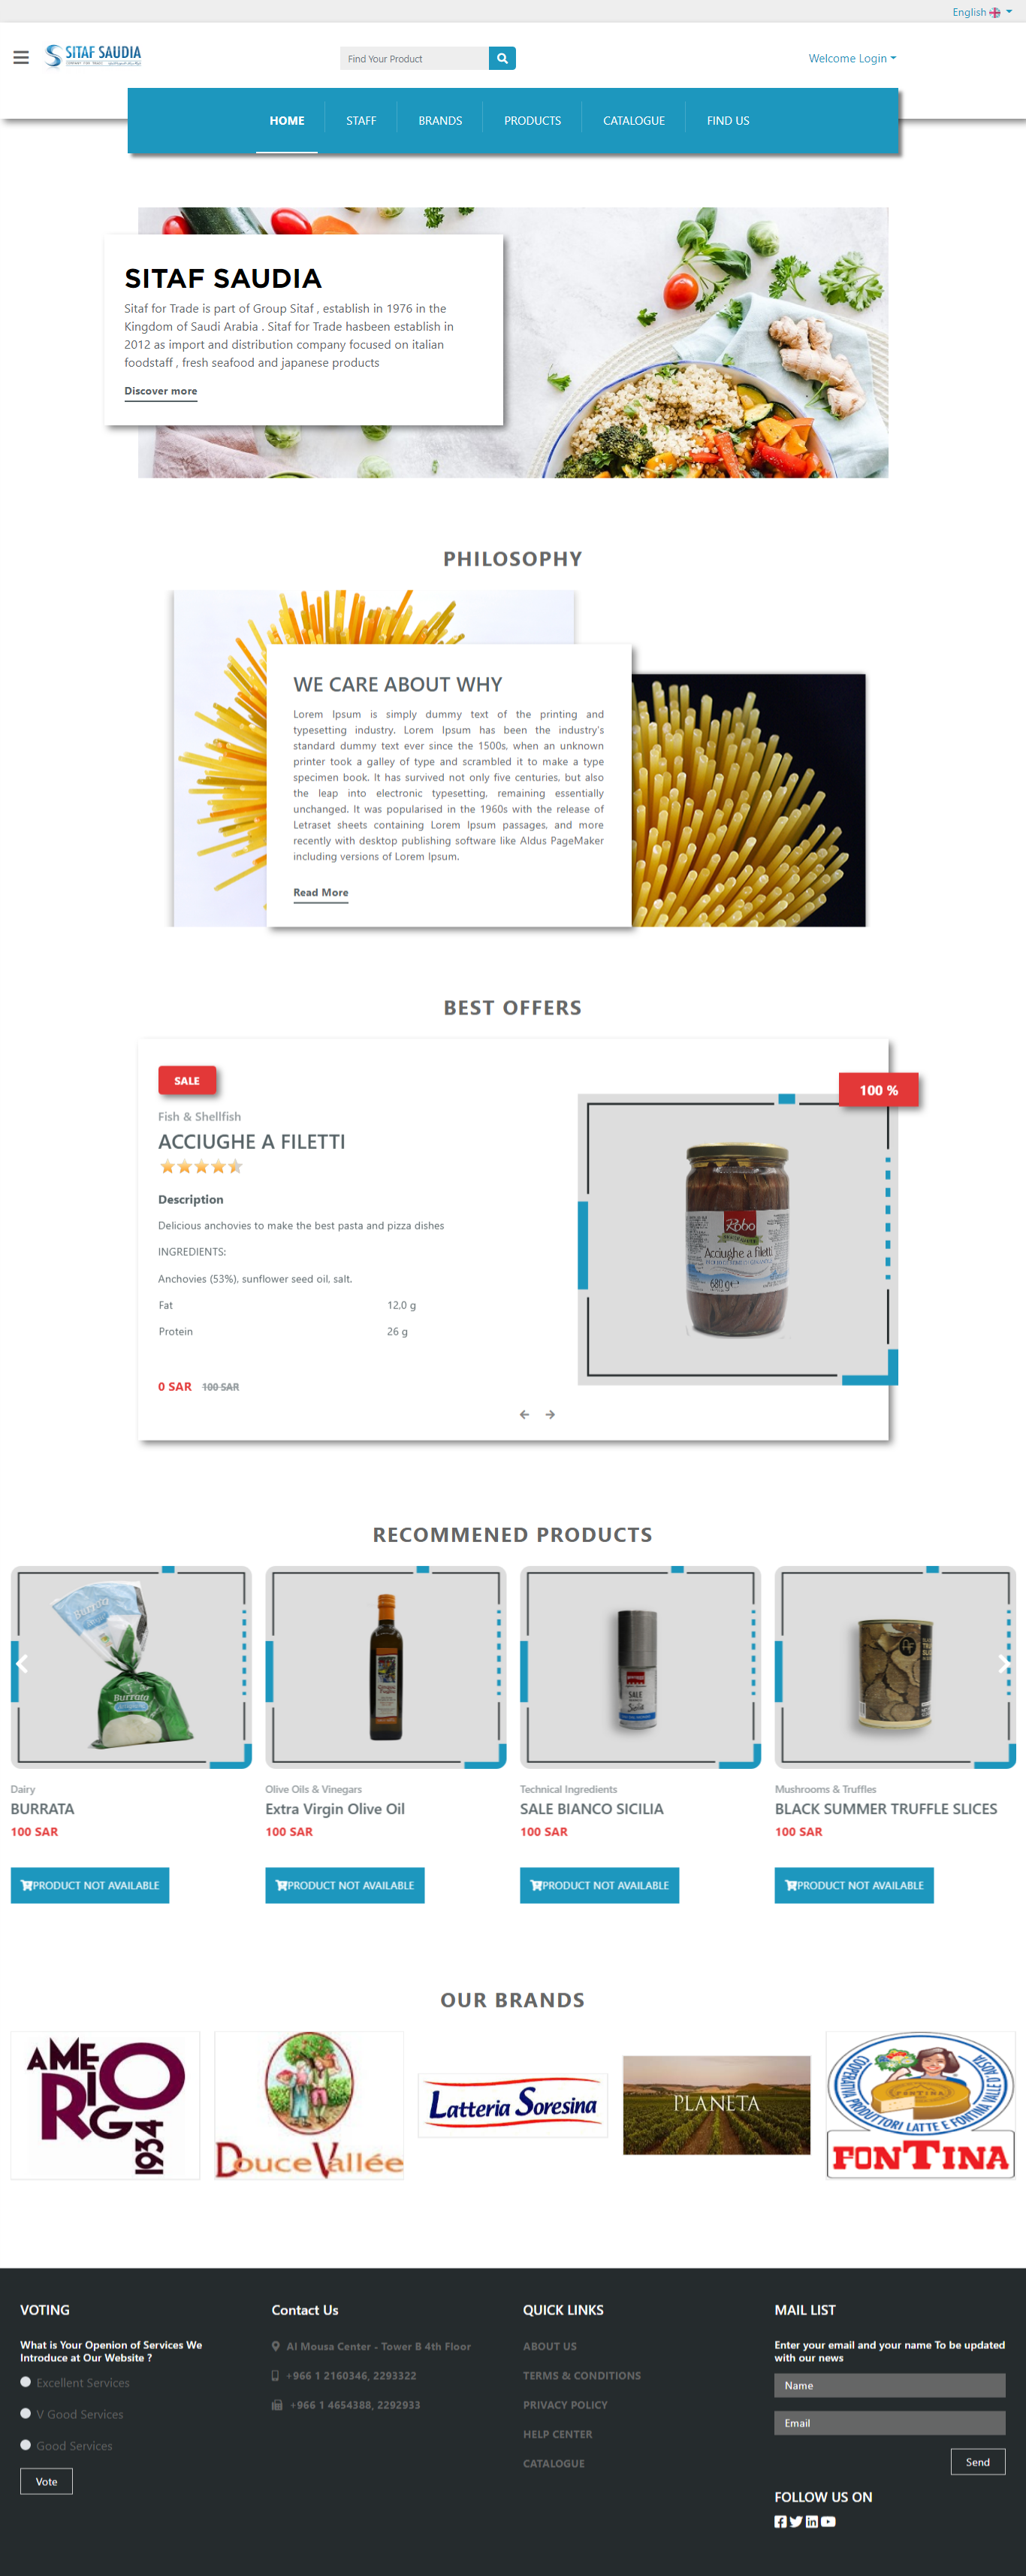 English
SITAF SAUDIA
Find Your Product
Welcome Login
HOME
STAFF
BRANDS
PRODUCTS
CATALOGUE
FIND US
SITAF SAUDIA
Sitaf for Trade is part of Group Sitaf , establish in 1976 in the
Kingdom of Saudi Arabia . Sitaf for Trade hasbeen establish in
2012 as import and distribution company focused on italian
foodstaff , fresh seafood and japanese products
Discover more
PHILOSOPHY
WE CARE ABOUT WHY
Lorem Ipsum is simply dummy text of the printing and
typesetting industry. Lorem Ipsum has been the industry's
standard dummy text ever since the 1500s, when an unknown
printer took a galley of type and scrambled it to make a type
specimen book. It has survived not only five centuries, but also
the leap into electronic typesetting, remaining essentially
unchanged. It was popularised in the 1960s with the release of
Letraset sheets containing Lorem Ipsum passages, and more
recently with desktop publishing software like Aldus PageMaker
including versions of Lorem Ipsum.
Read More
BEST OFFERS
SALE
100 %
Fish & Shellfish
ACCIUGHE A FILETTI
Description
Delicious anchovies to make the best pasta and pizza dishes
INGREDIENTS:
Anchovies (53%), sunflower seed oil, salt.
Fat 12,0 g
Protein 26 g
0 SAR 100 SAR
Robo
Acciughe a filetti
680 g
RECOMMENED PRODUCTS
Burrata
Burrata
SALE
Sicilia
Dairy
BURRATA
100 SAR
PRODUCT NOT AVAILABLE
Olive Oils & Vinegars
Extra Virgin Olive Oil
100 SAR
PRODUCT NOT AVAILABLE
Technical Ingredients
SALE BIANCO SICILIA
100 SAR
PRODUCT NOT AVAILABLE
Mushrooms & Truffles
BLACK SUMMER TRUFFLE SLICES
100 SAR
PRODUCT NOT AVAILABLE
OUR BRANDS
AMERIGO
1934
Douce Vallée
Latteria Soresina
PLANETA
COOPERATIVA PRODUTTORI LATTE E FONTINA VALLE D'AOSTA
FONTINA
FONTINA
VOTING
What is Your Openion of Services We
Introduce at Our Website ?
Excellent Services
V Good Services
Good Services
Vote
Contact Us
Al Mousa Center - Tower B 4th Floor
+966 1 2160346, 2293322
+966 1 4654388, 2292933
QUICK LINKS
ABOUT US
TERMS & CONDITIONS
PRIVACY POLICY
HELP CENTER
CATALOGUE
MAIL LIST
Enter your email and your name To be updated
with our news
Name
Email
Send
FOLLOW US ON